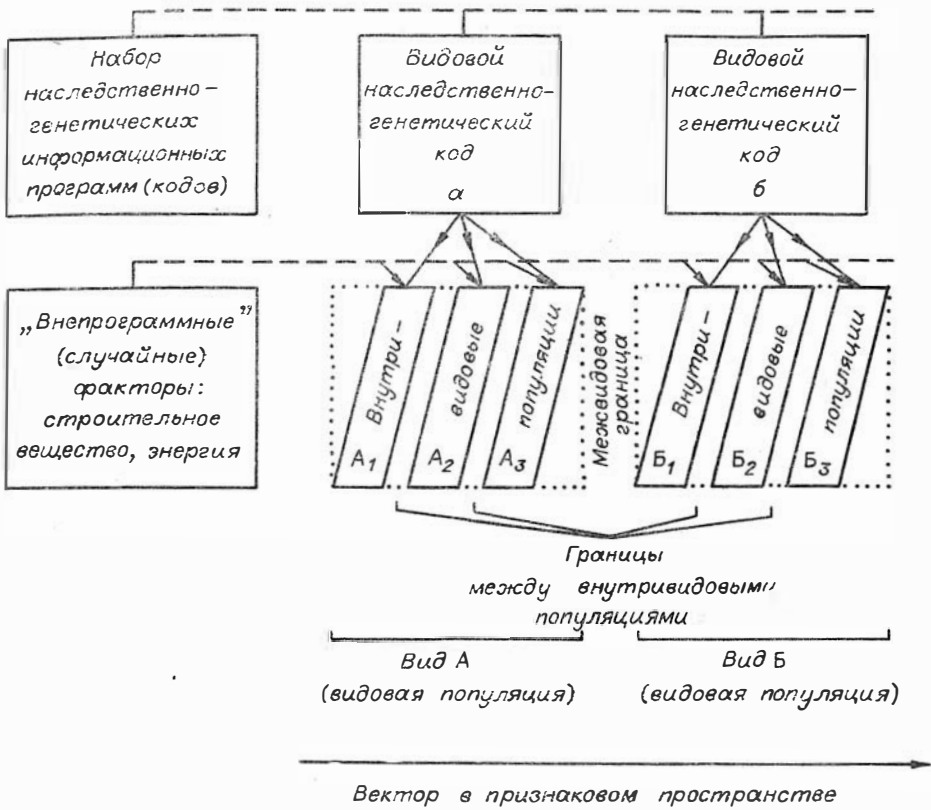 Набор
наследственно-
генетических
информационных
программ (кодов)
Видовой
наследственно-
генетический
код
а
Видовой
наследственно-
генетический
код
б
„Внепрограммные”
(случайные)
факторы:
строительное
вещество, энергия
Внутри-
видовые
популяции
А1
А2
А3
Межвидовая
граница
Внутри-
видовые
популяции
Б1
Б2
Б3
Границы
между внутривидовыми
популяциями
Вид А
(видовая популяция)
Вид Б
(видовая популяция)
Вектор в признаковом пространстве